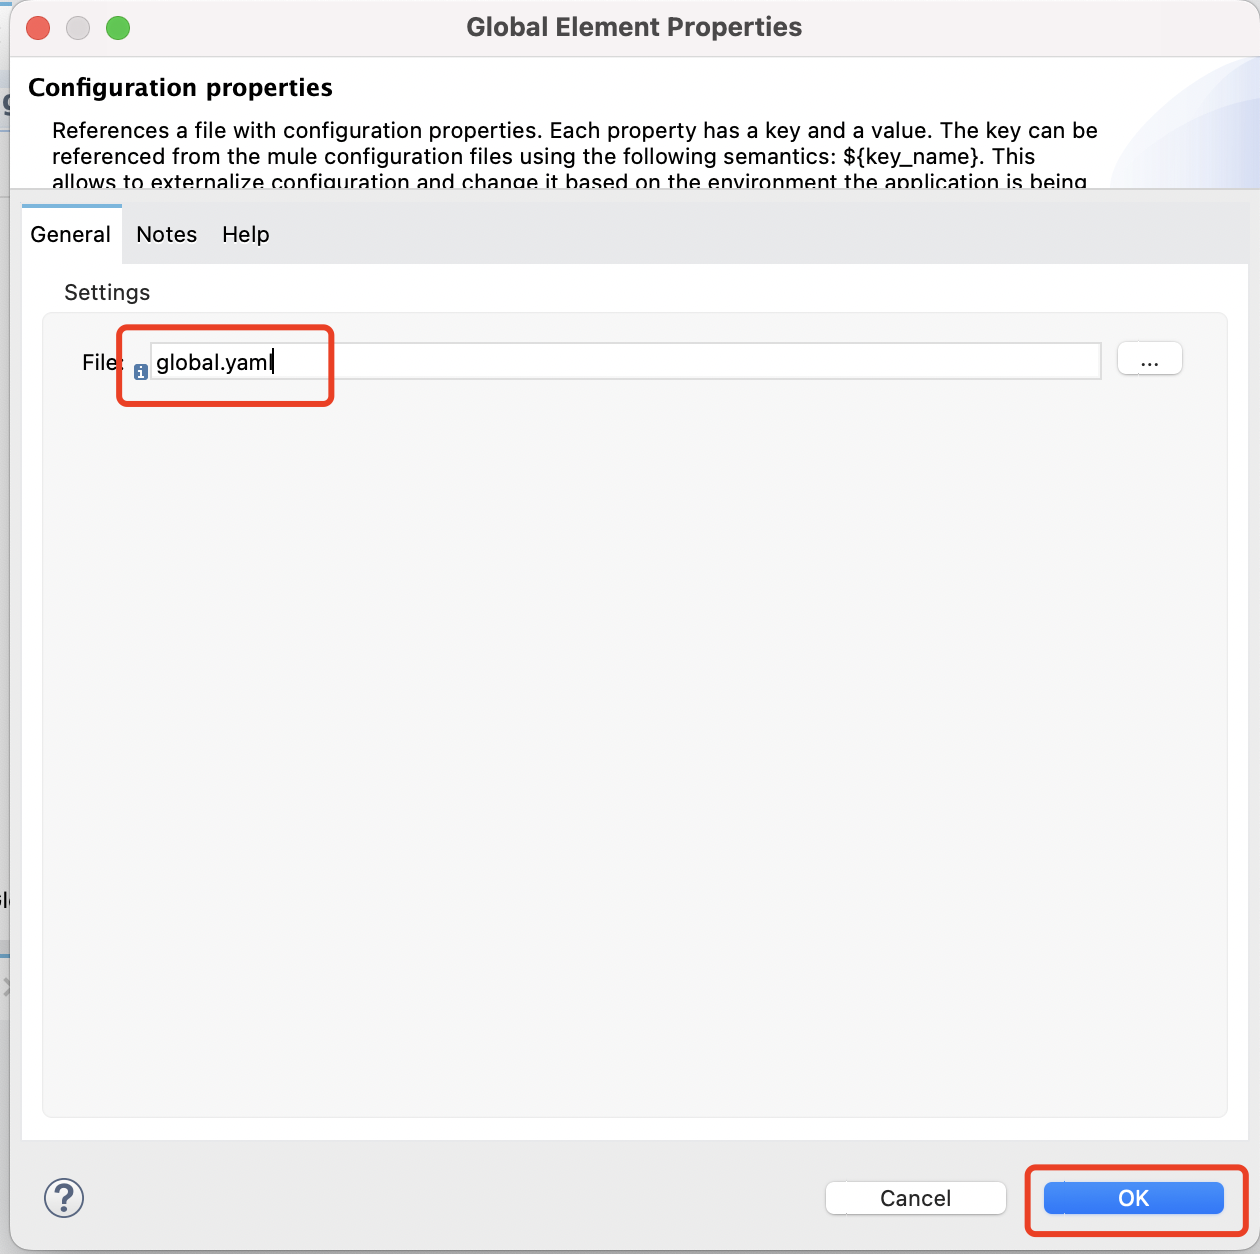 Global Element Properties
Configuration properties
References a file with configuration properties. Each property has a key and a value. The key can be
referenced from the mule configuration files using the following semantics: ${key_name}. This
allows to externalize configuration and change it based on the environment the application is being
General Notes Help
Settings
File: global.yaml ...
? Cancel OK